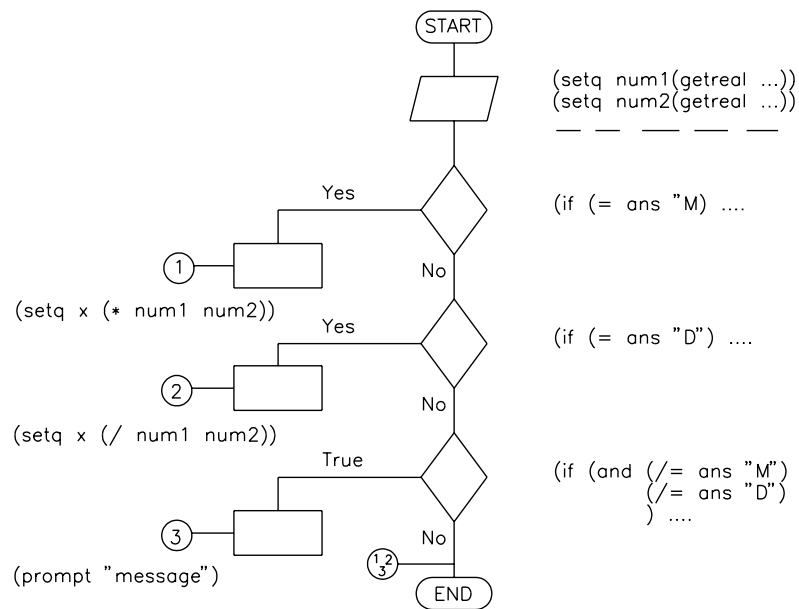 START
(setq num1(getreal ...))
(setq num2(getreal ...))
Yes
(if (= ans "M) ....
1
No
(setq x (* num1 num2))
Yes
(if (= ans "D") ....
2
No
(setq x (/ num1 num2))
True
(if (and (/= ans "M")
(/= ans "D")
) ....
3
No
1 2
3
(prompt "message")
END